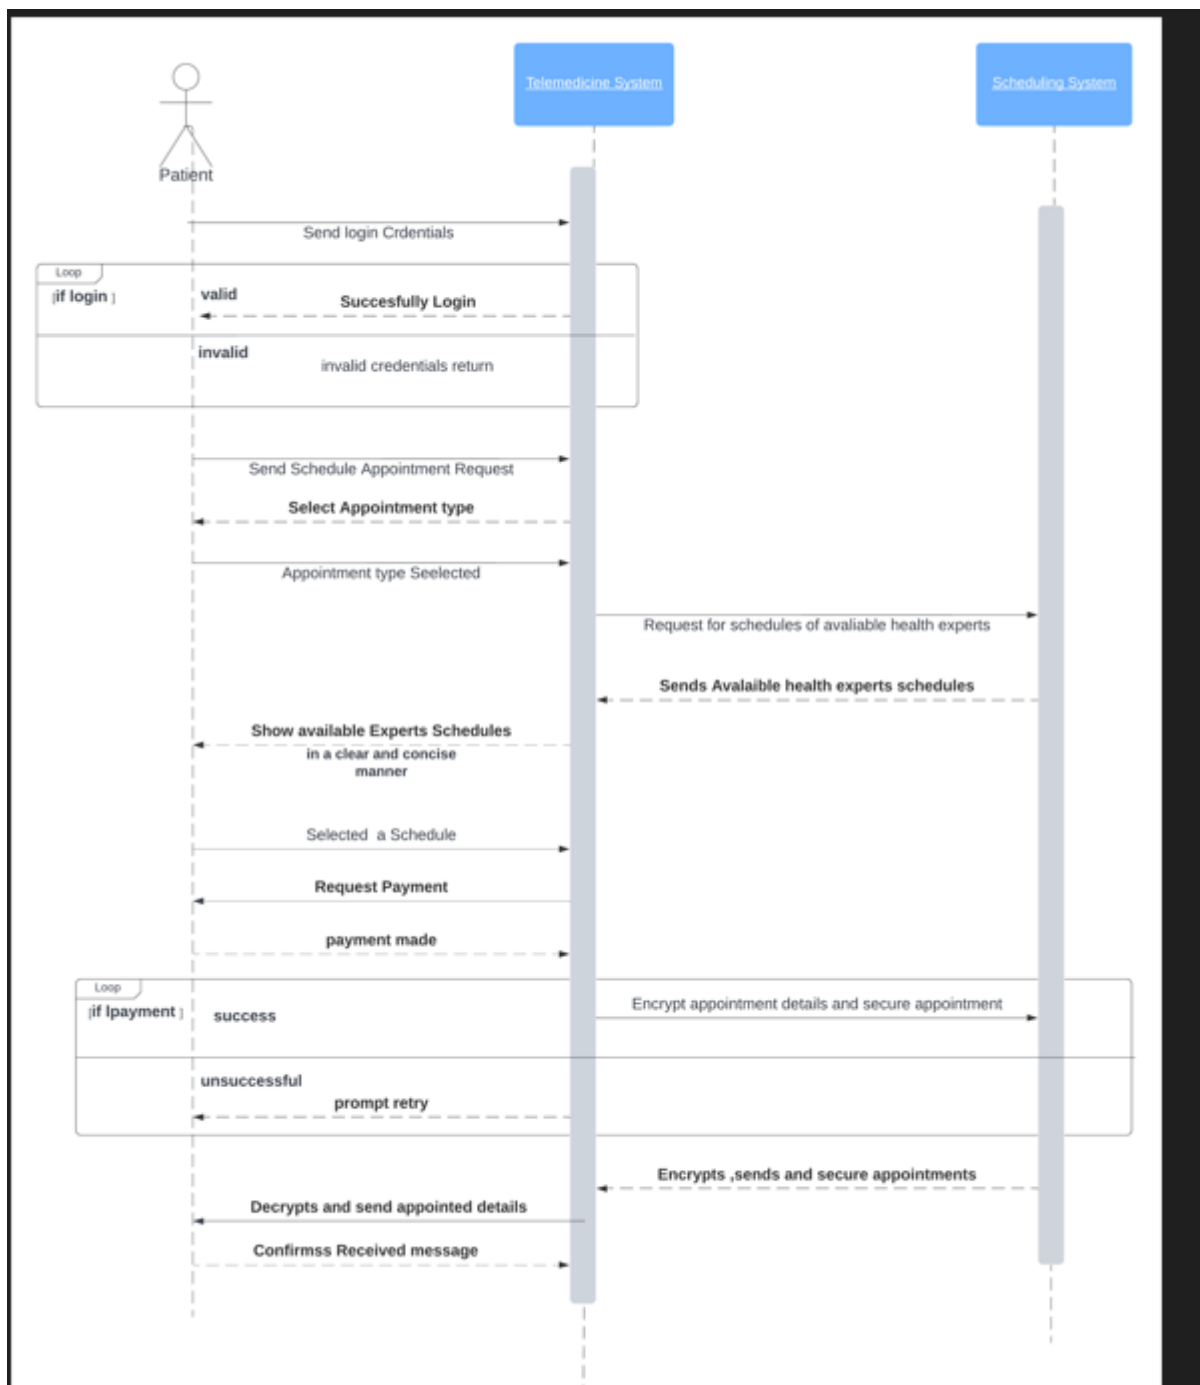 Telemedicine System
Scheduling System
Patient
Send login Crdentials
Loop
[if login ]
valid
Succesfully Login
invalid
invalid credentials return
Send Schedule Appointment Request
Select Appointment type
Appointment type Seelected
Request for schedules of avaliable health experts
Sends Avalaible health experts schedules
Show available Experts Schedules
in a clear and concise
manner
Selected a Schedule
Request Payment
payment made
Loop
[if lpayment ]
success
Encrypt appointment details and secure appointment
unsuccessful
prompt retry
Encrypts ,sends and secure appointments
Decrypts and send appointed details
Confirmss Received message